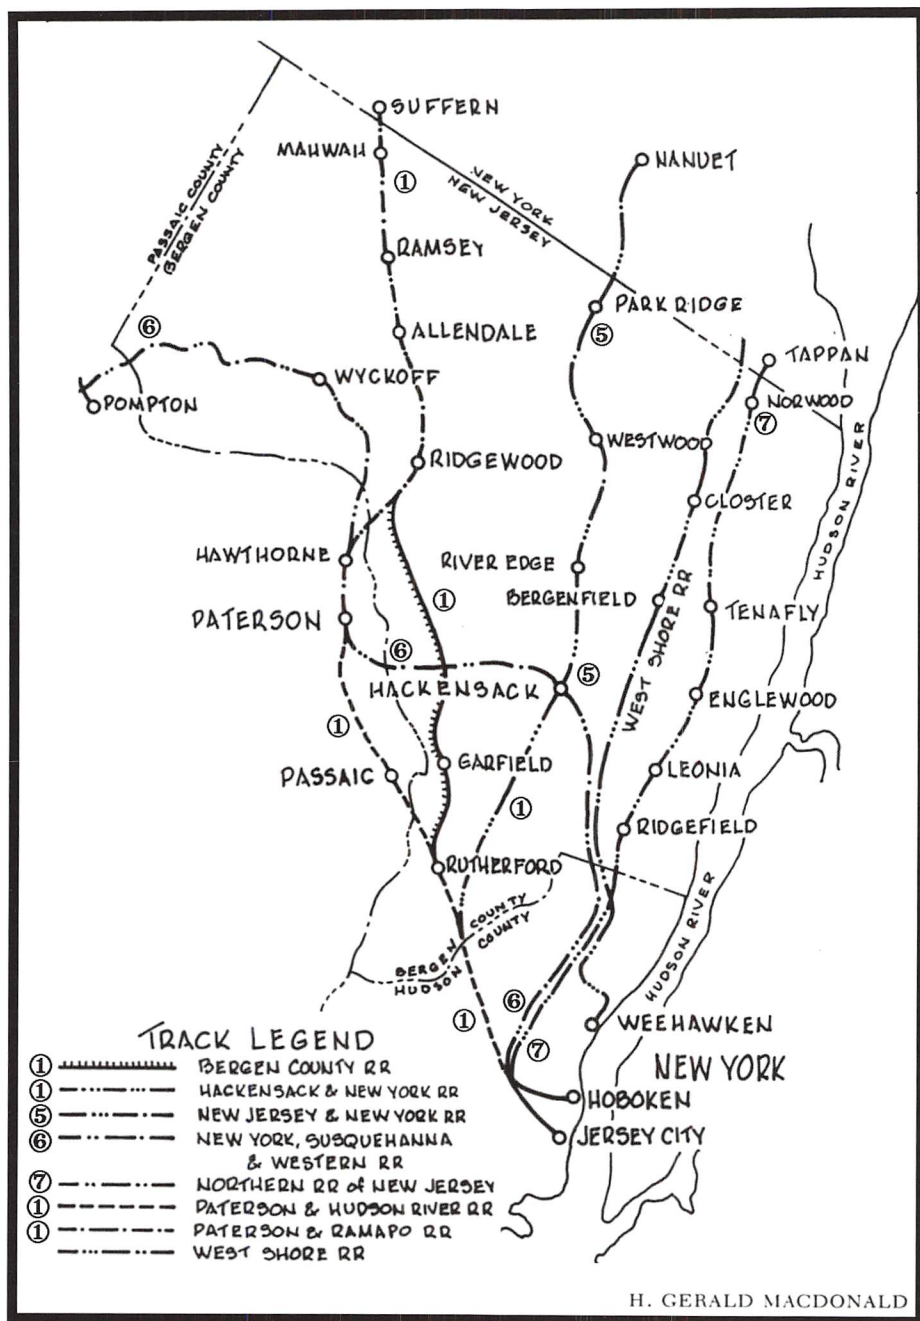 SUFFERN
MAHWAH
①
NEW YORK
NEW JERSEY
NANUET
PASSAIC COUNTY
BERGEN COUNTY
RAMSEY
PARK RIDGE
⑤
⑥
ALLENDALE
TAPPAN
WYCKOFF
POMPTON
NORWOOD
⑦
WESTWOOD
RIDGEWOOD
CLOSTER
HUDSON RIVER
HAWTHORNE
RIVER EDGE
BERGENFIELD
①
TENAFLY
PATERSON
⑥
WEST SHORE RR
HACKENSACK
⑤
ENGLEWOOD
①
PASSAIC
GARFIELD
LEONIA
①
RIDGEFIELD
RUTHERFORD
BERGEN COUNTY
HUDSON COUNTY
HUDSON RIVER
①
⑥
⑦
WEEHAWKEN
NEW YORK
HOBOKEN
JERSEY CITY
TRACK LEGEND
① BERGEN COUNTY RR
① HACKENSACK & NEW YORK RR
⑤ NEW JERSEY & NEW YORK RR
⑥ NEW YORK, SUSQUEHANNA
& WESTERN RR
⑦ NORTHERN RR of NEW JERSEY
① PATERSON & HUDSON RIVER RR
① PATERSON & RAMAPO RR
WEST SHORE RR
H. GERALD MACDONALD